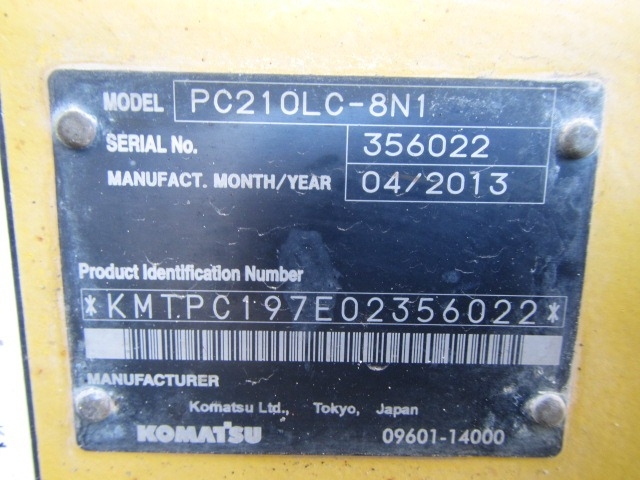 MODEL PC210LC-8N1
SERIAL No. 356022
MANUFACT. MONTH/YEAR 04/2013
Product Identification Number
*KMTPC197E02356022*
MANUFACTURER
Komatsu Ltd., Tokyo, Japan
KOMATSU 09601-14000